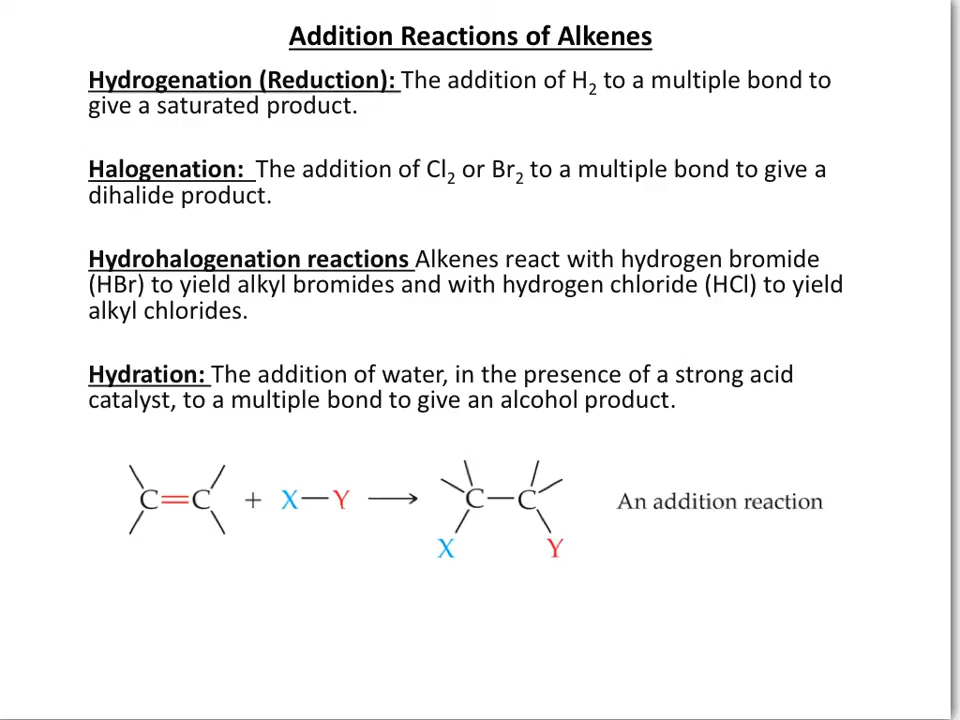 Addition Reactions of Alkenes
Hydrogenation (Reduction): The addition of H₂ to a multiple bond to
give a saturated product.
Halogenation: The addition of Cl₂ or Br₂ to a multiple bond to give a
dihalide product.
Hydrohalogenation reactions Alkenes react with hydrogen bromide
(HBr) to yield alkyl bromides and with hydrogen chloride (HCl) to yield
alkyl chlorides.
Hydration: The addition of water, in the presence of a strong acid
catalyst, to a multiple bond to give an alcohol product.
C=C + X—Y → C—C An addition reaction
X Y